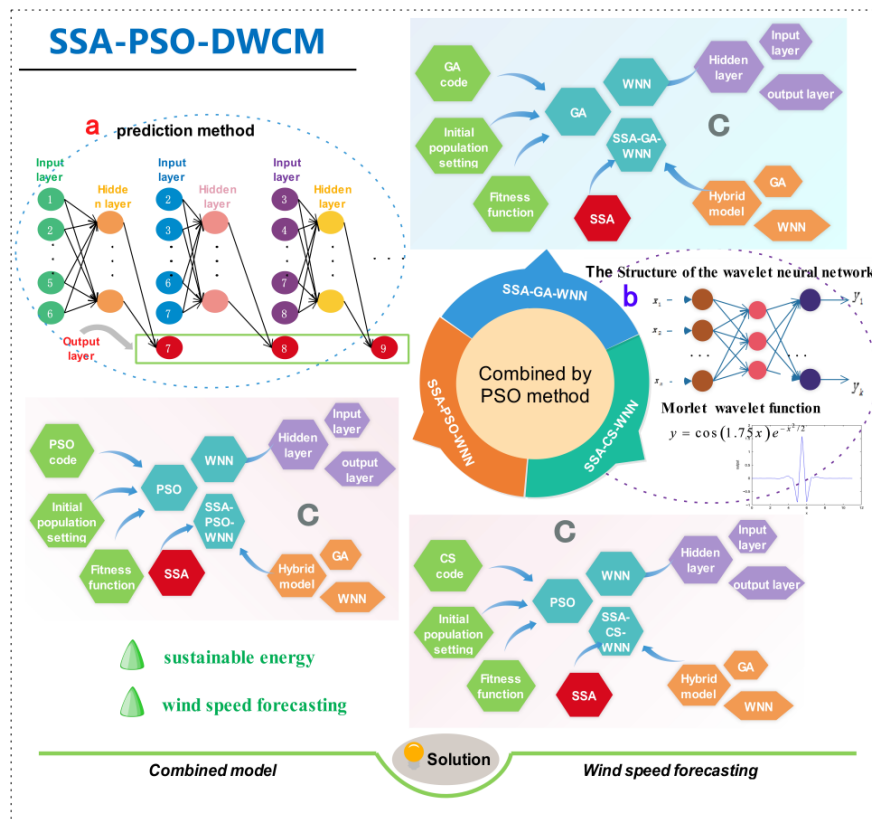 SSA-PSO-DWCM
a
prediction method
Input
layer
Hidde
n layer
Input
layer
Hidden
layer
Input
layer
Hidden
layer
1
2
3
2
3
4
. . .
5
6
7
6
7
8
Output
layer
7
8
9
. . .
GA
code
Initial
population
setting
Fitness
function
GA
WNN
SSA-GA-
WNN
SSA
Hidden
layer
Input
layer
output layer
C
Hybrid
model
GA
WNN
SSA-GA-WNN
SSA-PSO-WNN
SSA-CS-WNN
Combined by
PSO method
The Structure of the wavelet neural network
b
x₁
x₂
y₁
yₖ
Morlet wavelet function
y = cos(1.75x)e^{-x²/2}
PSO
code
Initial
population
setting
Fitness
function
PSO
WNN
SSA-
PSO-
WNN
SSA
Hidden
layer
Input
layer
output layer
C
Hybrid
model
GA
WNN
C
CS
code
Initial
population
setting
Fitness
function
PSO
WNN
SSA-
CS-
WNN
SSA
Hidden
layer
Input
layer
output layer
Hybrid
model
GA
WNN
sustainable energy
wind speed forecasting
Solution
Combined model
Wind speed forecasting